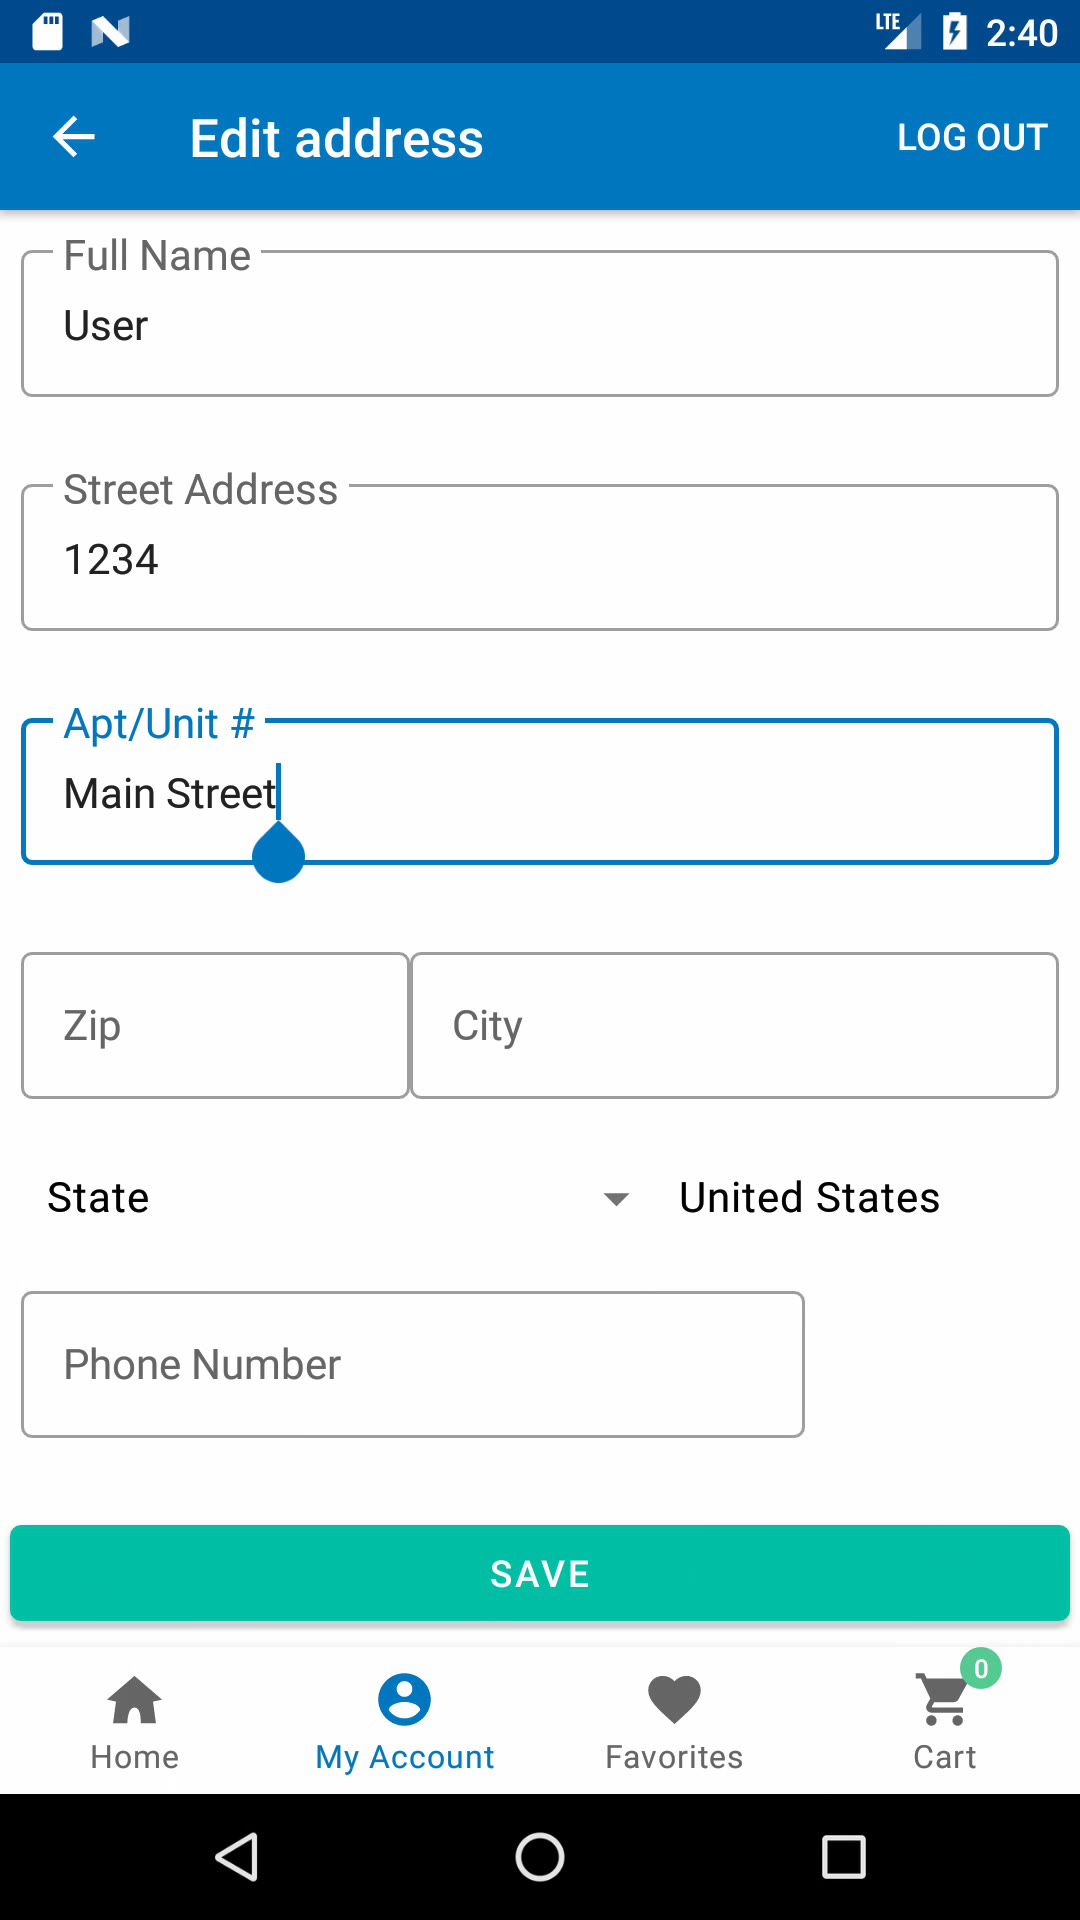 LTE 2:40
Edit address LOG OUT
Full Name
User
Street Address
1234
Apt/Unit #
Main Street
Zip City
State United States
Phone Number
SAVE
0
Home My Account Favorites Cart